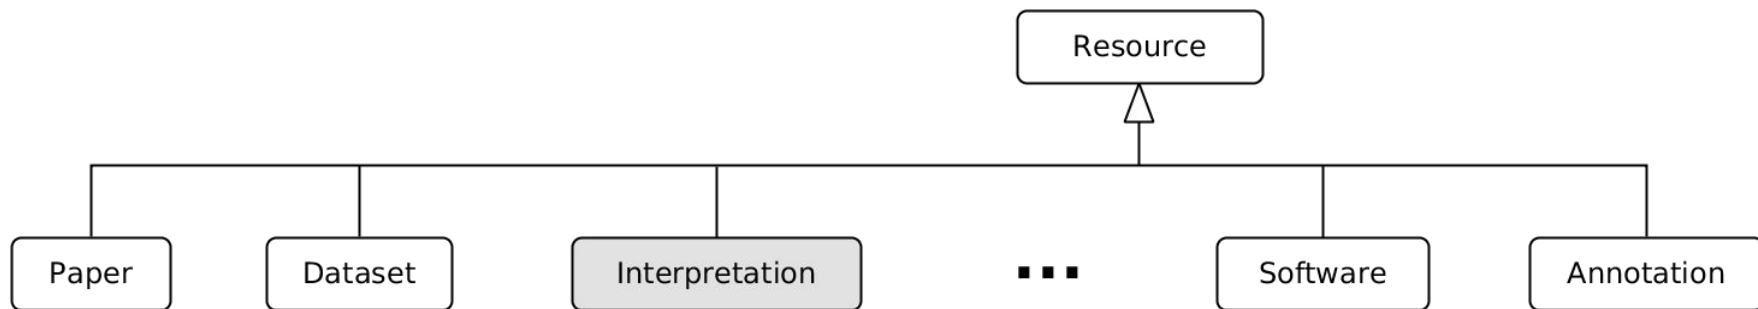 Resource
Paper
Dataset
Interpretation
...
Software
Annotation